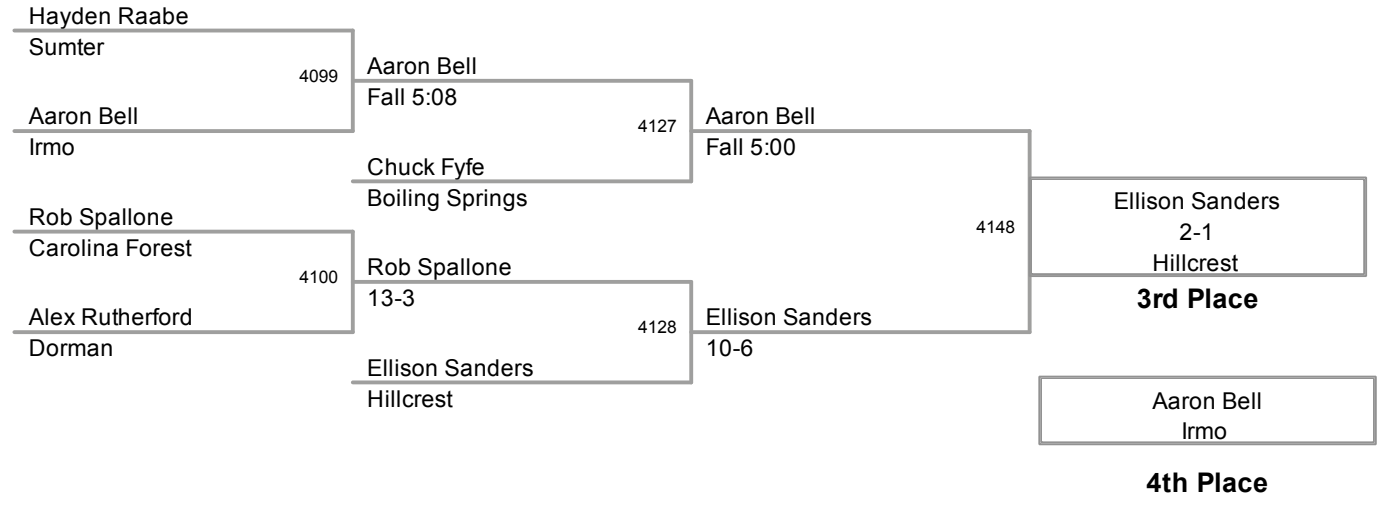 Hayden Raabe
Sumter
4099
Aaron Bell
Irmo
Aaron Bell
Fall 5:08
4127
Chuck Fyfe
Boiling Springs
Aaron Bell
Fall 5:00
Rob Spallone
Carolina Forest
4100
Alex Rutherford
Dorman
Rob Spallone
13-3
4128
Ellison Sanders
Hillcrest
Ellison Sanders
10-6
4148
Ellison Sanders
2-1
Hillcrest
3rd Place
Aaron Bell
Irmo
4th Place